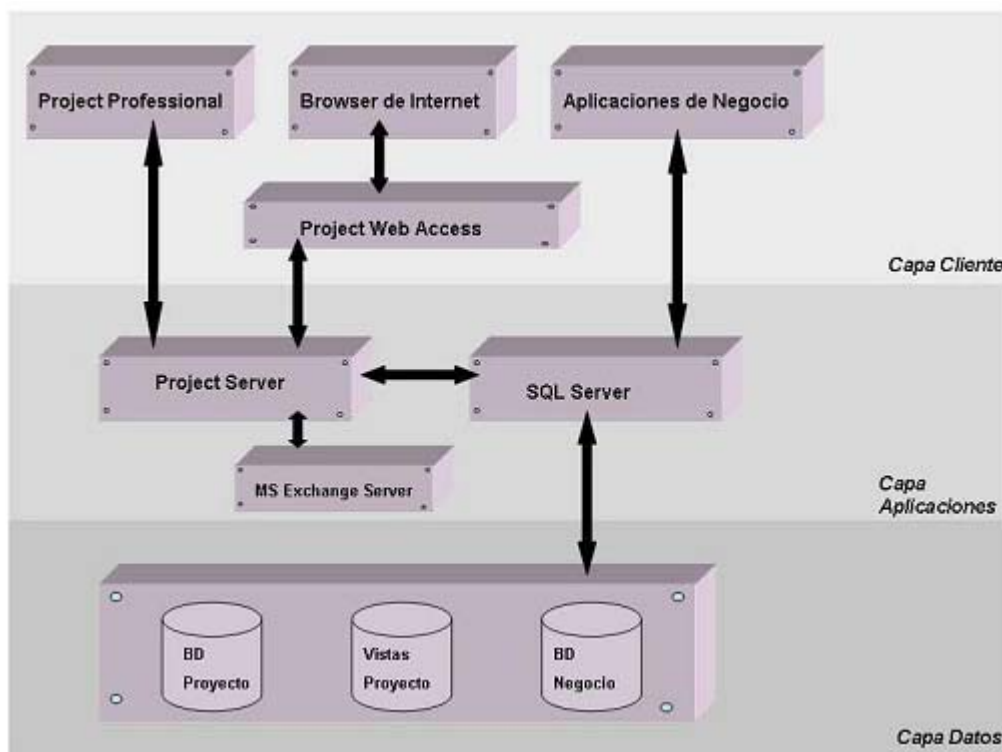 Project Professional
Browser de Internet
Aplicaciones de Negocio
Project Web Access
Capa Cliente
Project Server
SQL Server
MS Exchange Server
Capa
Aplicaciones
BD
Proyecto
Vistas
Proyecto
BD
Negocio
Capa Datos